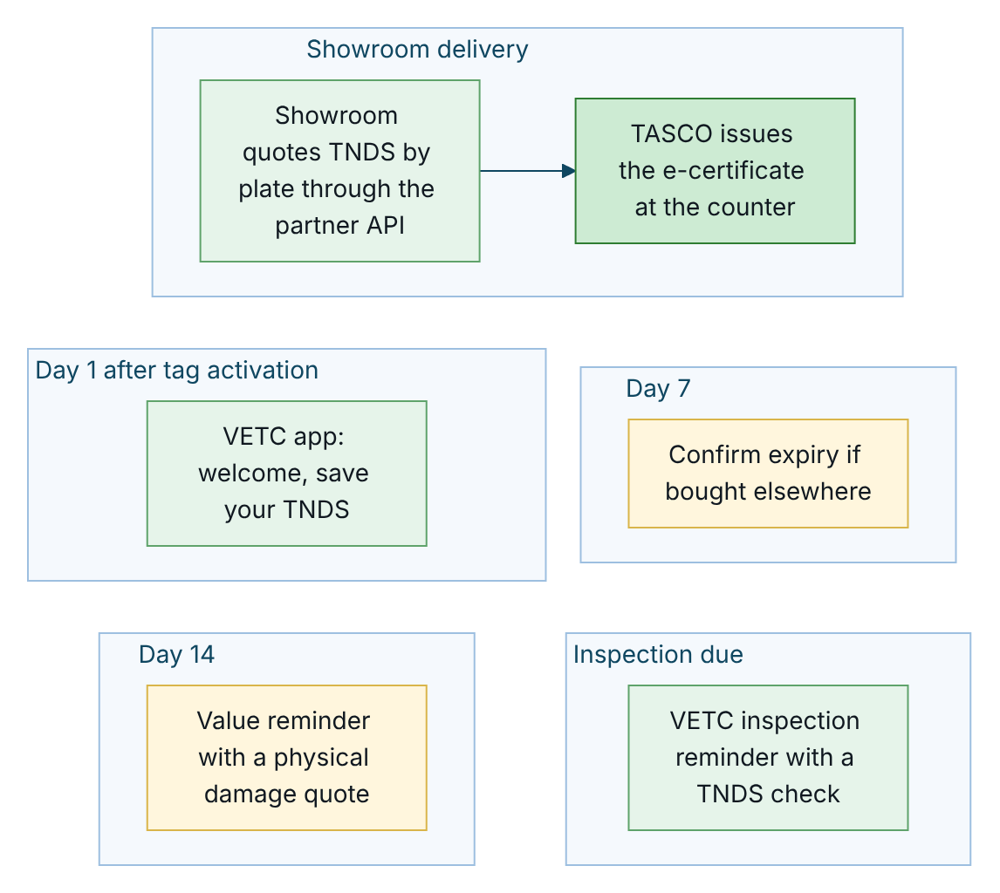 Showroom delivery
Showroom
quotes TNDS by
plate through the
partner API
TASCO issues
the e-certificate
at the counter
Day 1 after tag activation
VETC app:
welcome, save
your TNDS
Day 7
Confirm expiry if
bought elsewhere
Day 14
Value reminder
with a physical
damage quote
Inspection due
VETC inspection
reminder with a
TNDS check